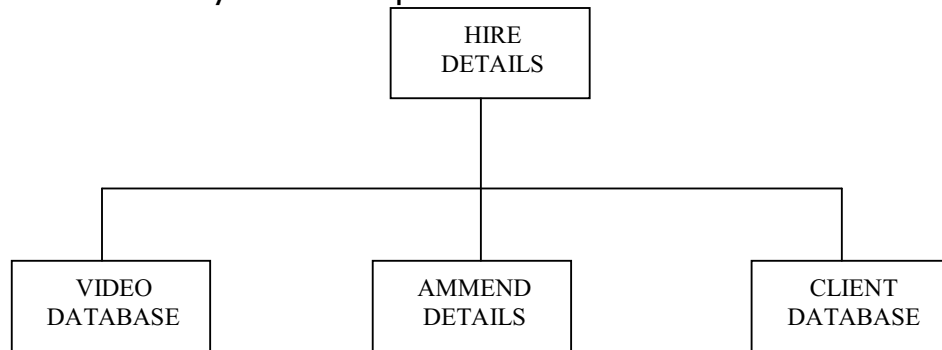 HIRE
DETAILS
VIDEO
DATABASE
AMMEND
DETAILS
CLIENT
DATABASE